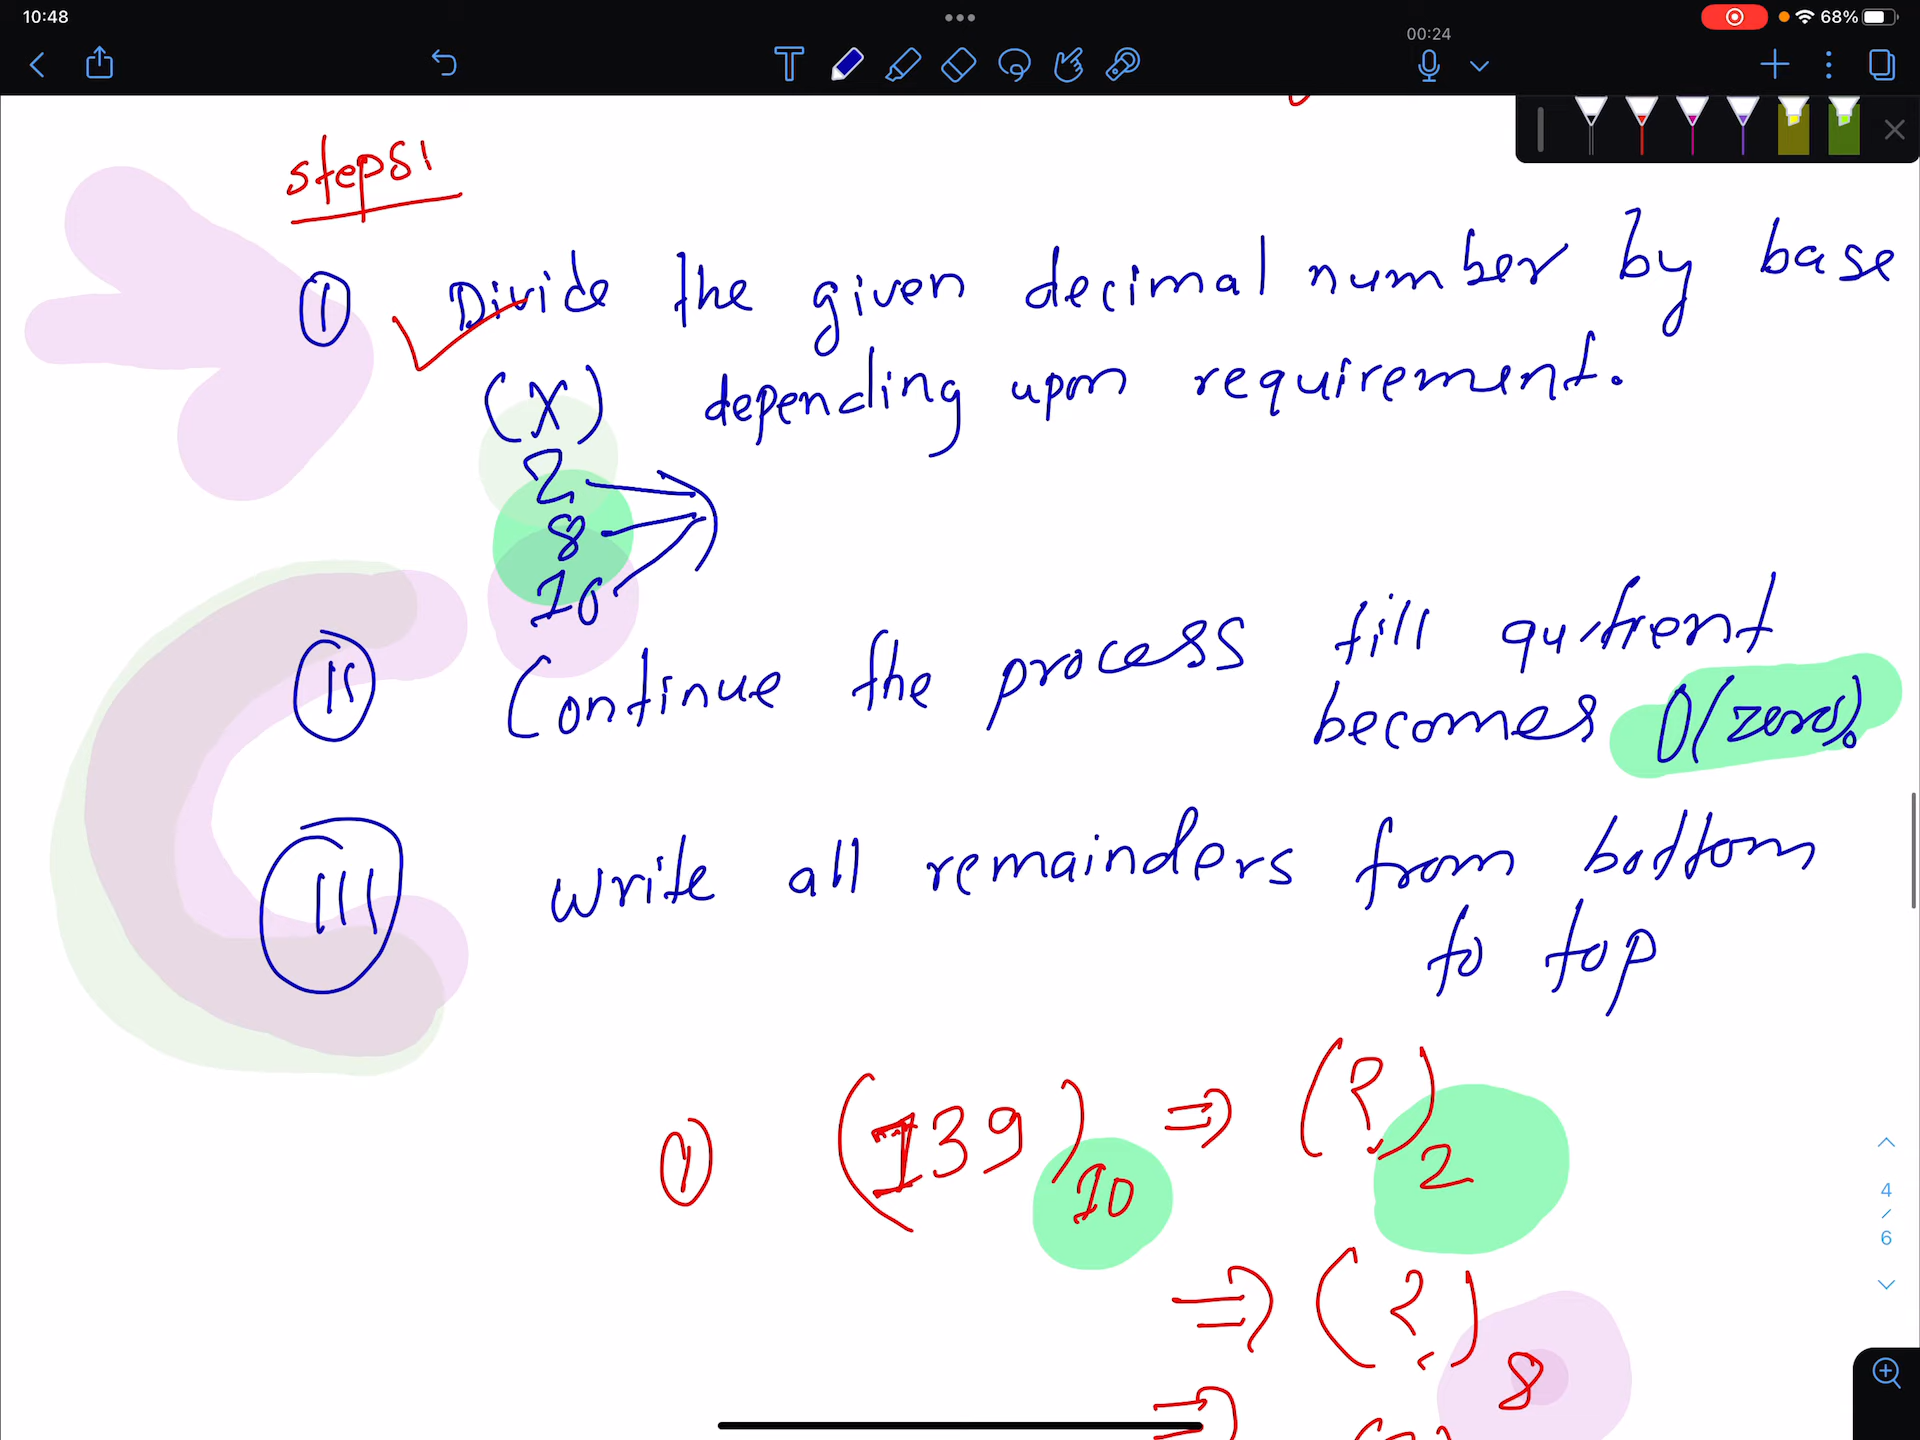 10:48
68%
00:24
steps:
I Divide the given decimal number by base
(X) depending upon requirement.
2
8
16
II Continue the process till qutient
becomes 0(zero).
III write all remainders from bottom
to top
1 (139)10 ⇒ (?)2
⇒ (?)8
⇒
4
/
6